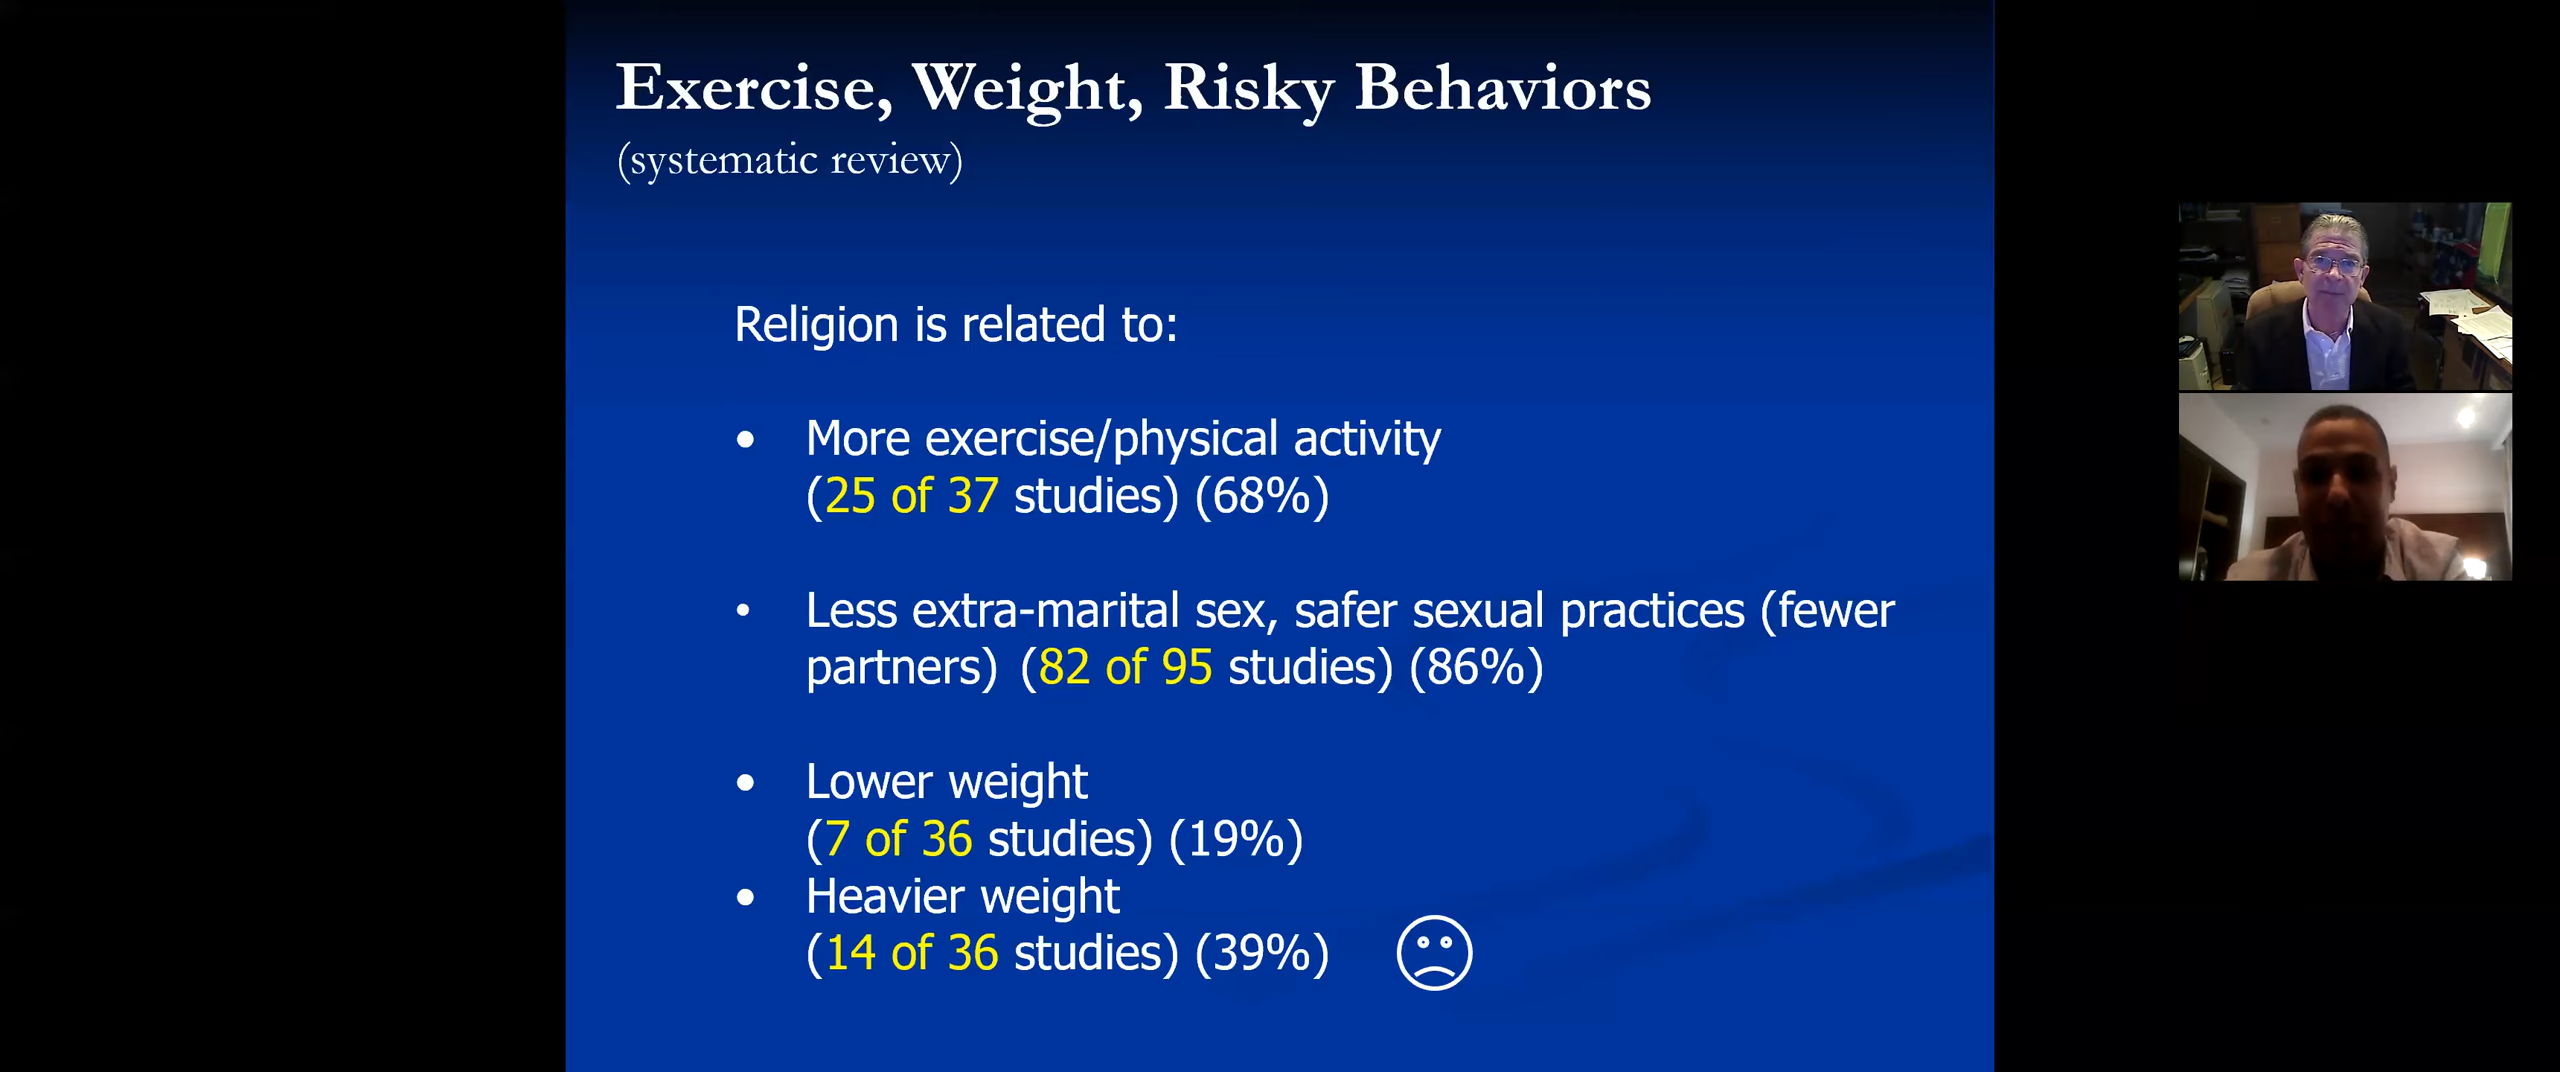 Exercise, Weight, Risky Behaviors
(systematic review)
Religion is related to:
• More exercise/physical activity
(25 of 37 studies) (68%)
• Less extra-marital sex, safer sexual practices (fewer
partners) (82 of 95 studies) (86%)
• Lower weight
(7 of 36 studies) (19%)
• Heavier weight
(14 of 36 studies) (39%)